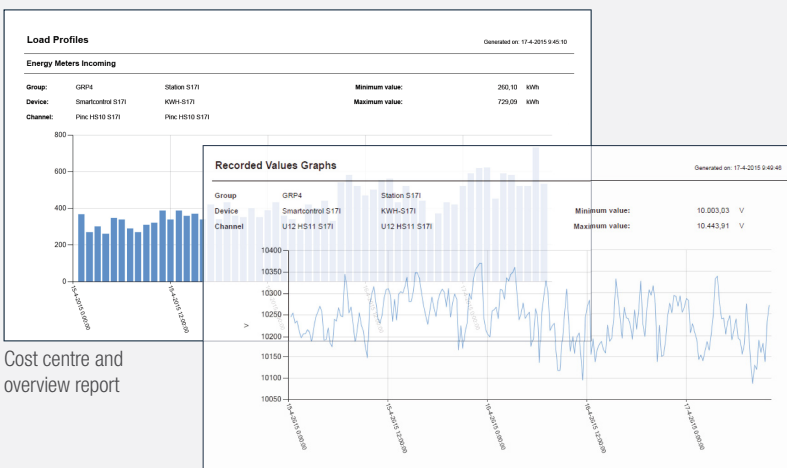 Load Profiles
Generated on: 17-4-2015 9:45:10
Energy Meters Incoming
Group: GRP4 Station S17I Minimum value: 260,10 kWh
Device: Smartcontrol S17I KWH-S17I Maximum value: 729,09 kWh
Channel: Pinc HS10 S17I Pinc HS10 S17I
800
600
400
200
0
15-4-2015 0:00:00
15-4-2015 12:00:00
Recorded Values Graphs
Generated on: 17-4-2015 9:49:46
Group GRP4 Station S17I
Device Smartcontrol S17I KWH-S17I Minimum value: 10.003,03 V
Channel U12 HS11 S17I U12 HS11 S17I Maximum value: 10.443,91 V
10400
10350
10300
10250
10200
10150
10100
10050
V
15-4-2015 0:00:00
15-4-2015 12:00:00
16-4-2015 0:00:00
16-4-2015 12:00:00
17-4-2015 0:00:00
Cost centre and
overview report